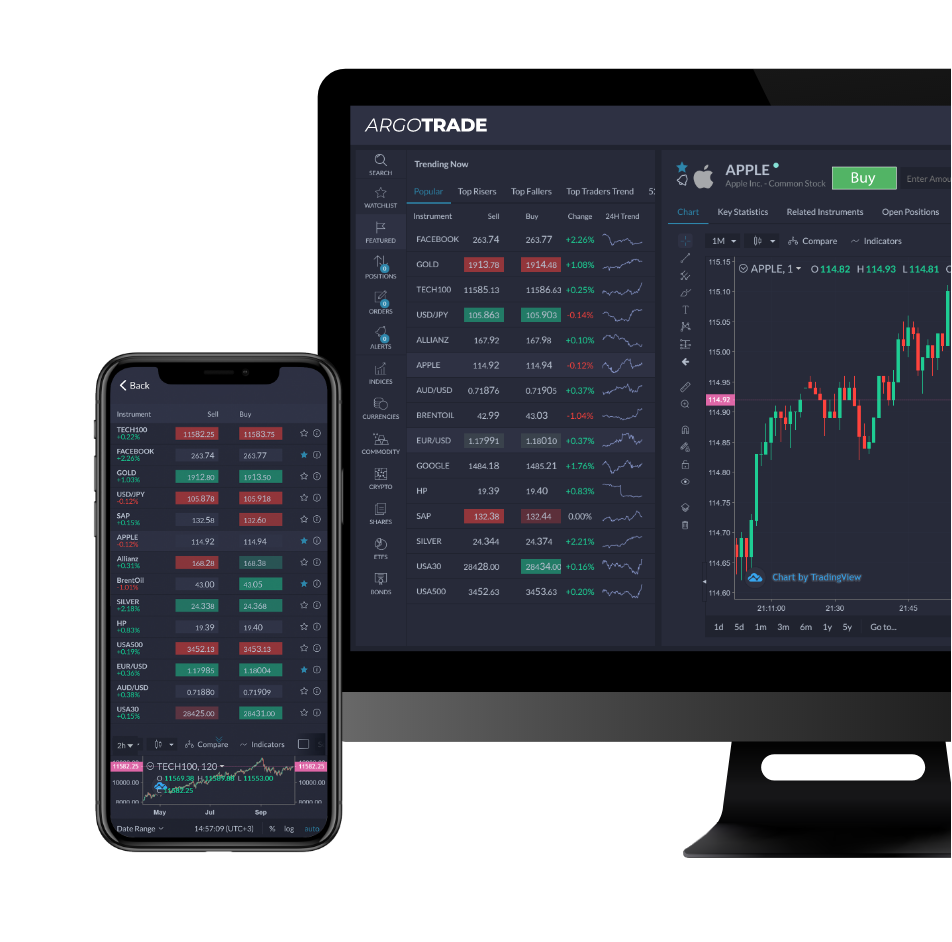 ARGOTRADE
SEARCH
WATCHLIST
FEATURED
0
POSITIONS
0
ORDERS
0
ALERTS
INDICES
CURRENCIES
COMMODITY
CRYPTO
SHARES
ETFS
BONDS
Trending Now
Popular Top Risers Top Fallers Top Traders Trend
Instrument Sell Buy Change 24H Trend
FACEBOOK 263.74 263.77 +2.26%
GOLD 1913.78 1914.48 +1.08%
TECH100 11585.13 11586.63 +0.25%
USD/JPY 105.863 105.903 -0.14%
ALLIANZ 167.92 167.98 +0.10%
APPLE 114.92 114.94 -0.12%
AUD/USD 0.71876 0.71905 +0.37%
BRENTOIL 42.99 43.03 -1.04%
EUR/USD 1.17991 1.18010 +0.37%
GOOGLE 1484.18 1485.21 +1.76%
HP 19.39 19.40 +0.83%
SAP 132.38 132.44 0.00%
SILVER 24.344 24.374 +2.21%
USA30 28428.00 28434.00 +0.16%
USA500 3452.63 3453.63 +0.20%
APPLE
Apple Inc. - Common Stock
Buy
Enter Amou
Chart Key Statistics Related Instruments Open Positions
1M Compare Indicators
APPLE, 1 O 114.82 H 114.93 L 114.81
115.15
115.10
115.05
115.00
114.95
114.92
114.90
114.85
114.80
114.75
114.70
114.65
114.60
Chart by TradingView
21:11:00 21:30 21:45
1d 5d 1m 3m 6m 1y 5y Go to...
Back
Instrument Sell Buy
TECH100 11582.25 11583.75
+0.22%
FACEBOOK 263.74 263.77
+2.26%
GOLD 1912.80 1913.50
+1.03%
USD/JPY 105.878 105.918
-0.12%
SAP 132.58 132.60
+0.15%
APPLE 114.92 114.94
-0.12%
Allianz 168.28 168.38
+0.31%
BrentOil 43.00 43.05
-1.01%
SILVER 24.338 24.368
+2.18%
HP 19.39 19.40
+0.83%
USA500 3452.13 3453.13
+0.19%
EUR/USD 1.17985 1.18004
+0.36%
AUD/USD 0.71880 0.71909
+0.38%
USA30 28425.00 28431.00
+0.15%
2h Compare Indicators
11582.25 TECH100, 120 11582.25
O 11569.38 H 11589.88 L 11553.00
C 11582.25
10000.00 10000.00
8000.00 8000.00
May Jul Sep
Date Range 14:57:09 (UTC+3) % log auto